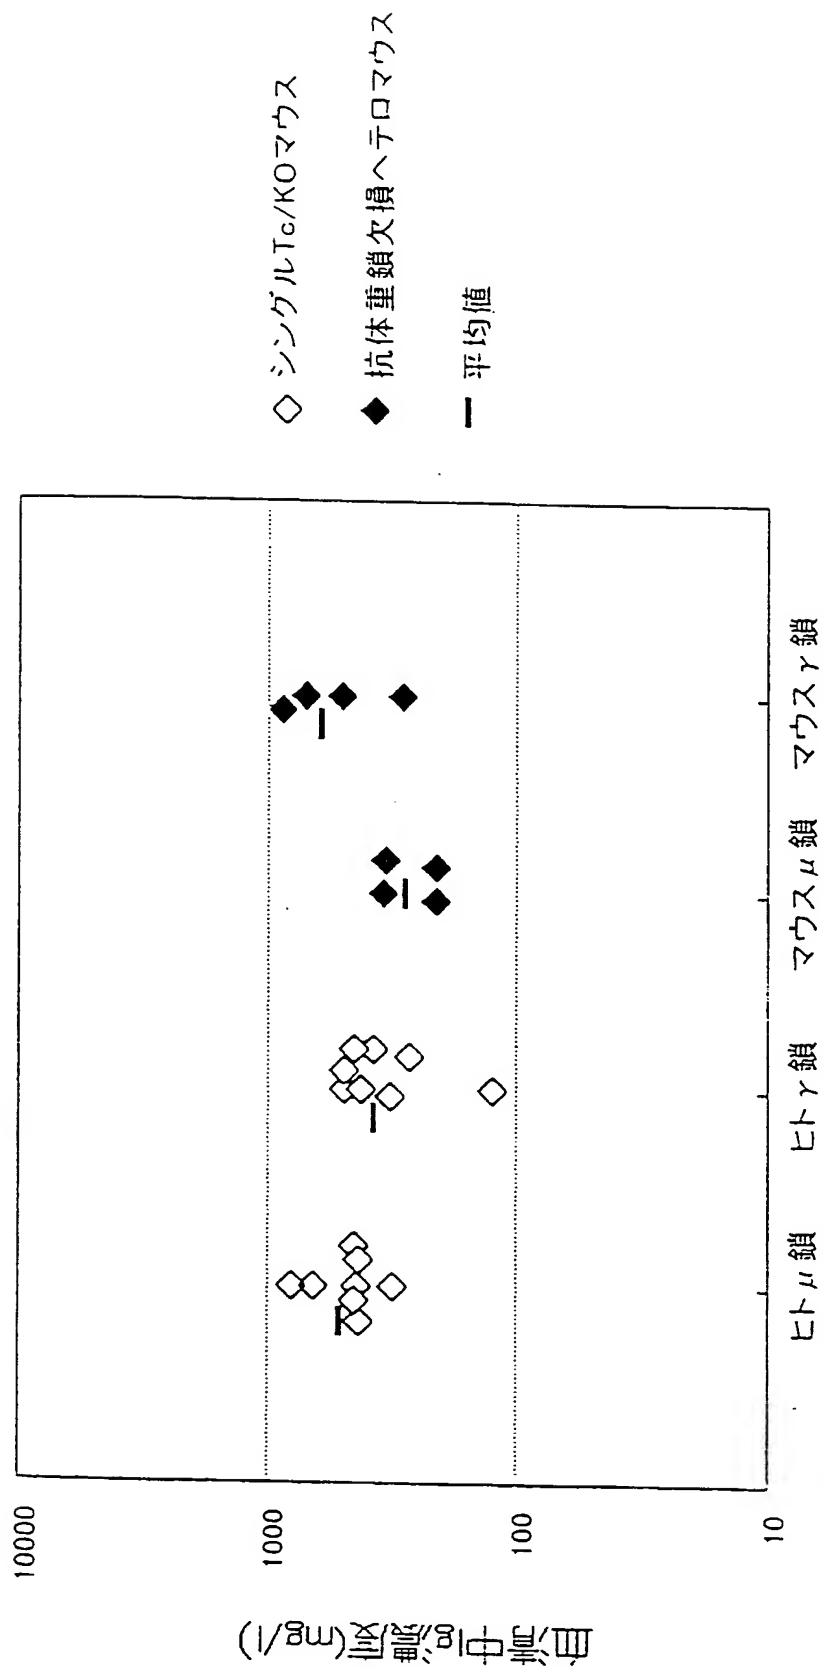 血清中Ig濃度(mg/l)
10000
1000
100
10
ヒトμ鎖
ヒトγ鎖
マウスμ鎖
マウスγ鎖
シングルTc/KOマウス
抗体重鎖欠損ヘテロマウス
平均値